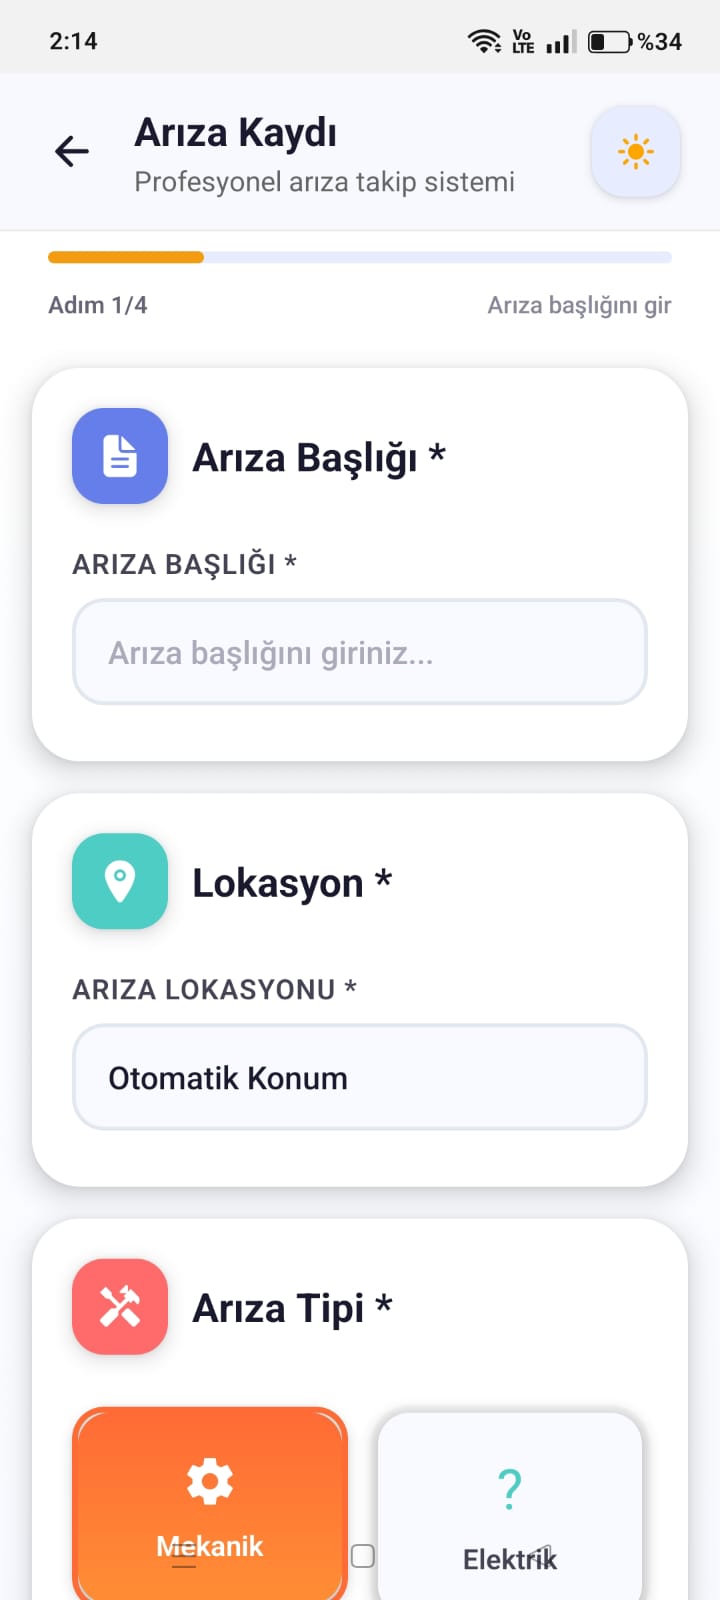 2:14
Vo
LTE
%34
Arıza Kaydı
Profesyonel arıza takip sistemi
Adım 1/4
Arıza başlığını gir
Arıza Başlığı *
ARIZA BAŞLIĞI *
Arıza başlığını giriniz...
Lokasyon *
ARIZA LOKASYONU *
Otomatik Konum
Arıza Tipi *
?
Mekanik
Elektrik